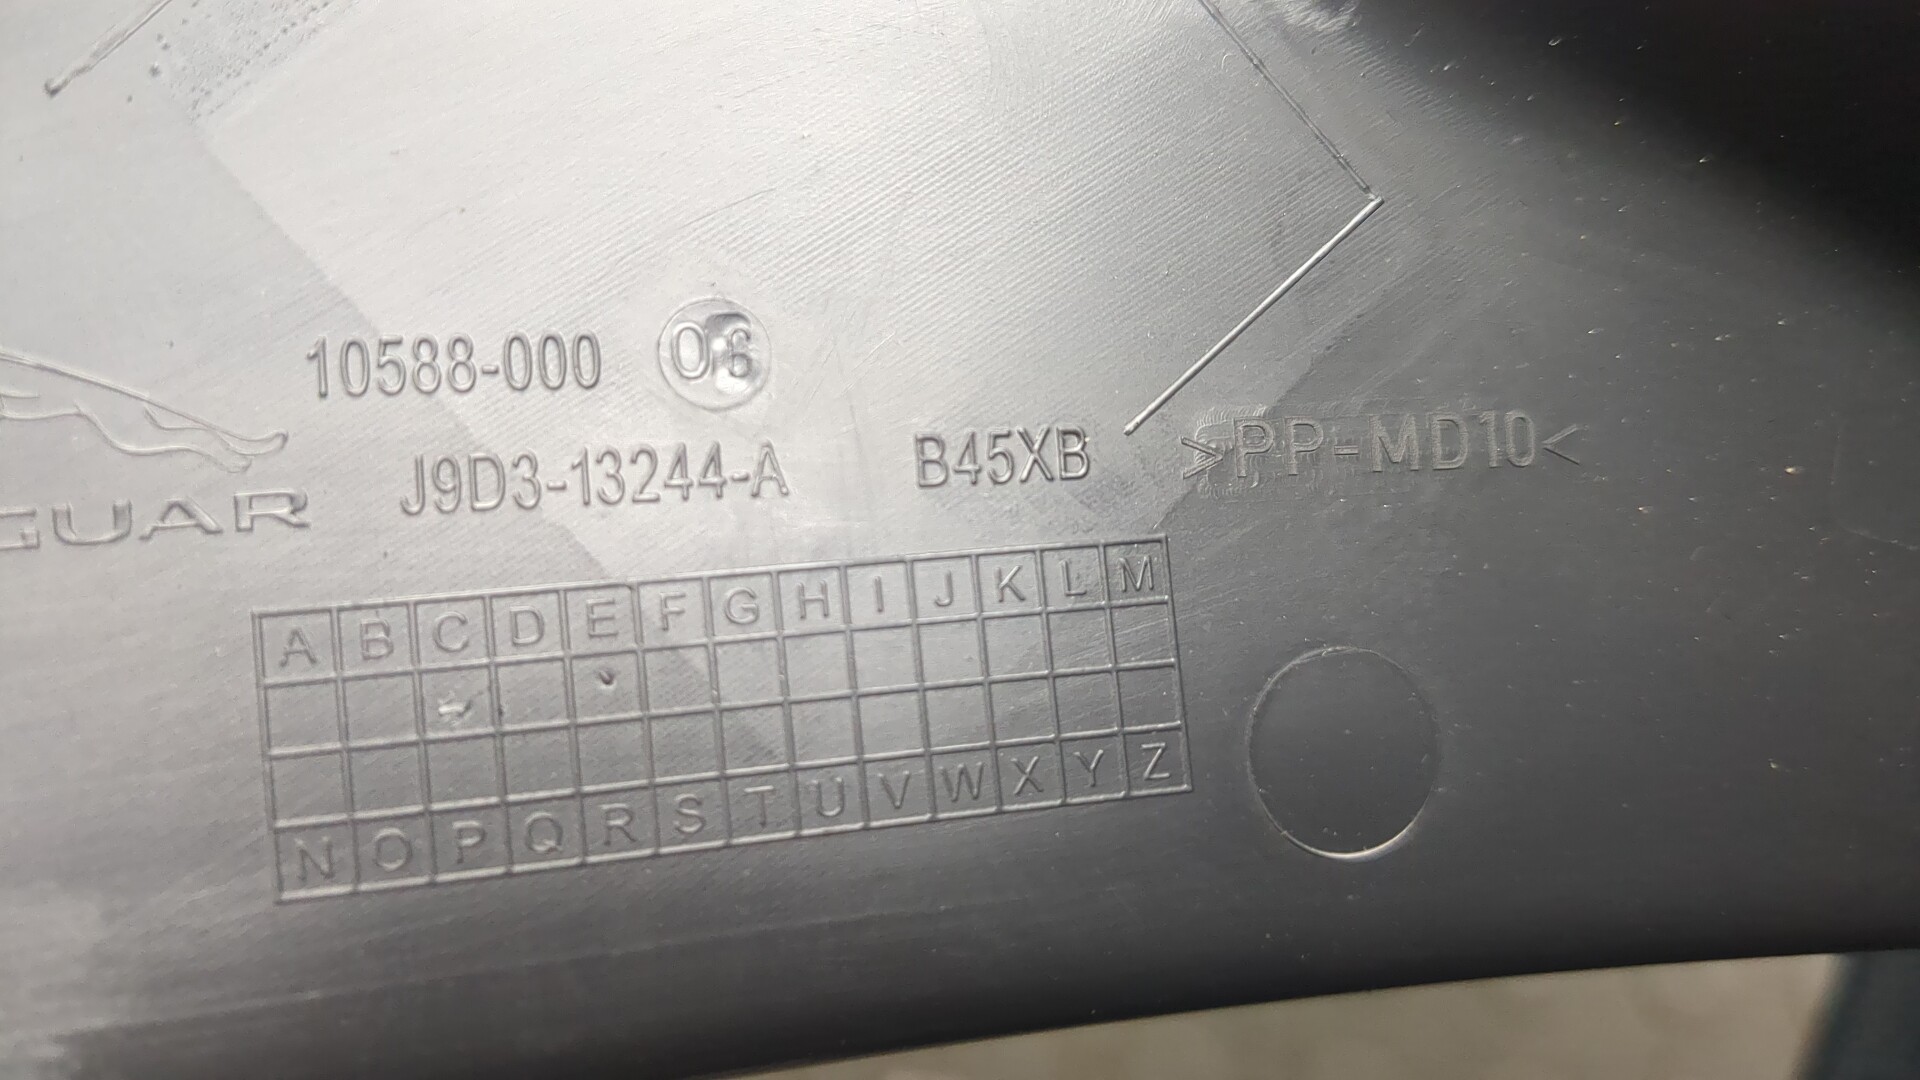 10588-000 06
J9D3-13244-A B45XB >PP-MD10<
GUAR
A B C D E F G H I J K L M
N O P Q R S T U V W X Y Z